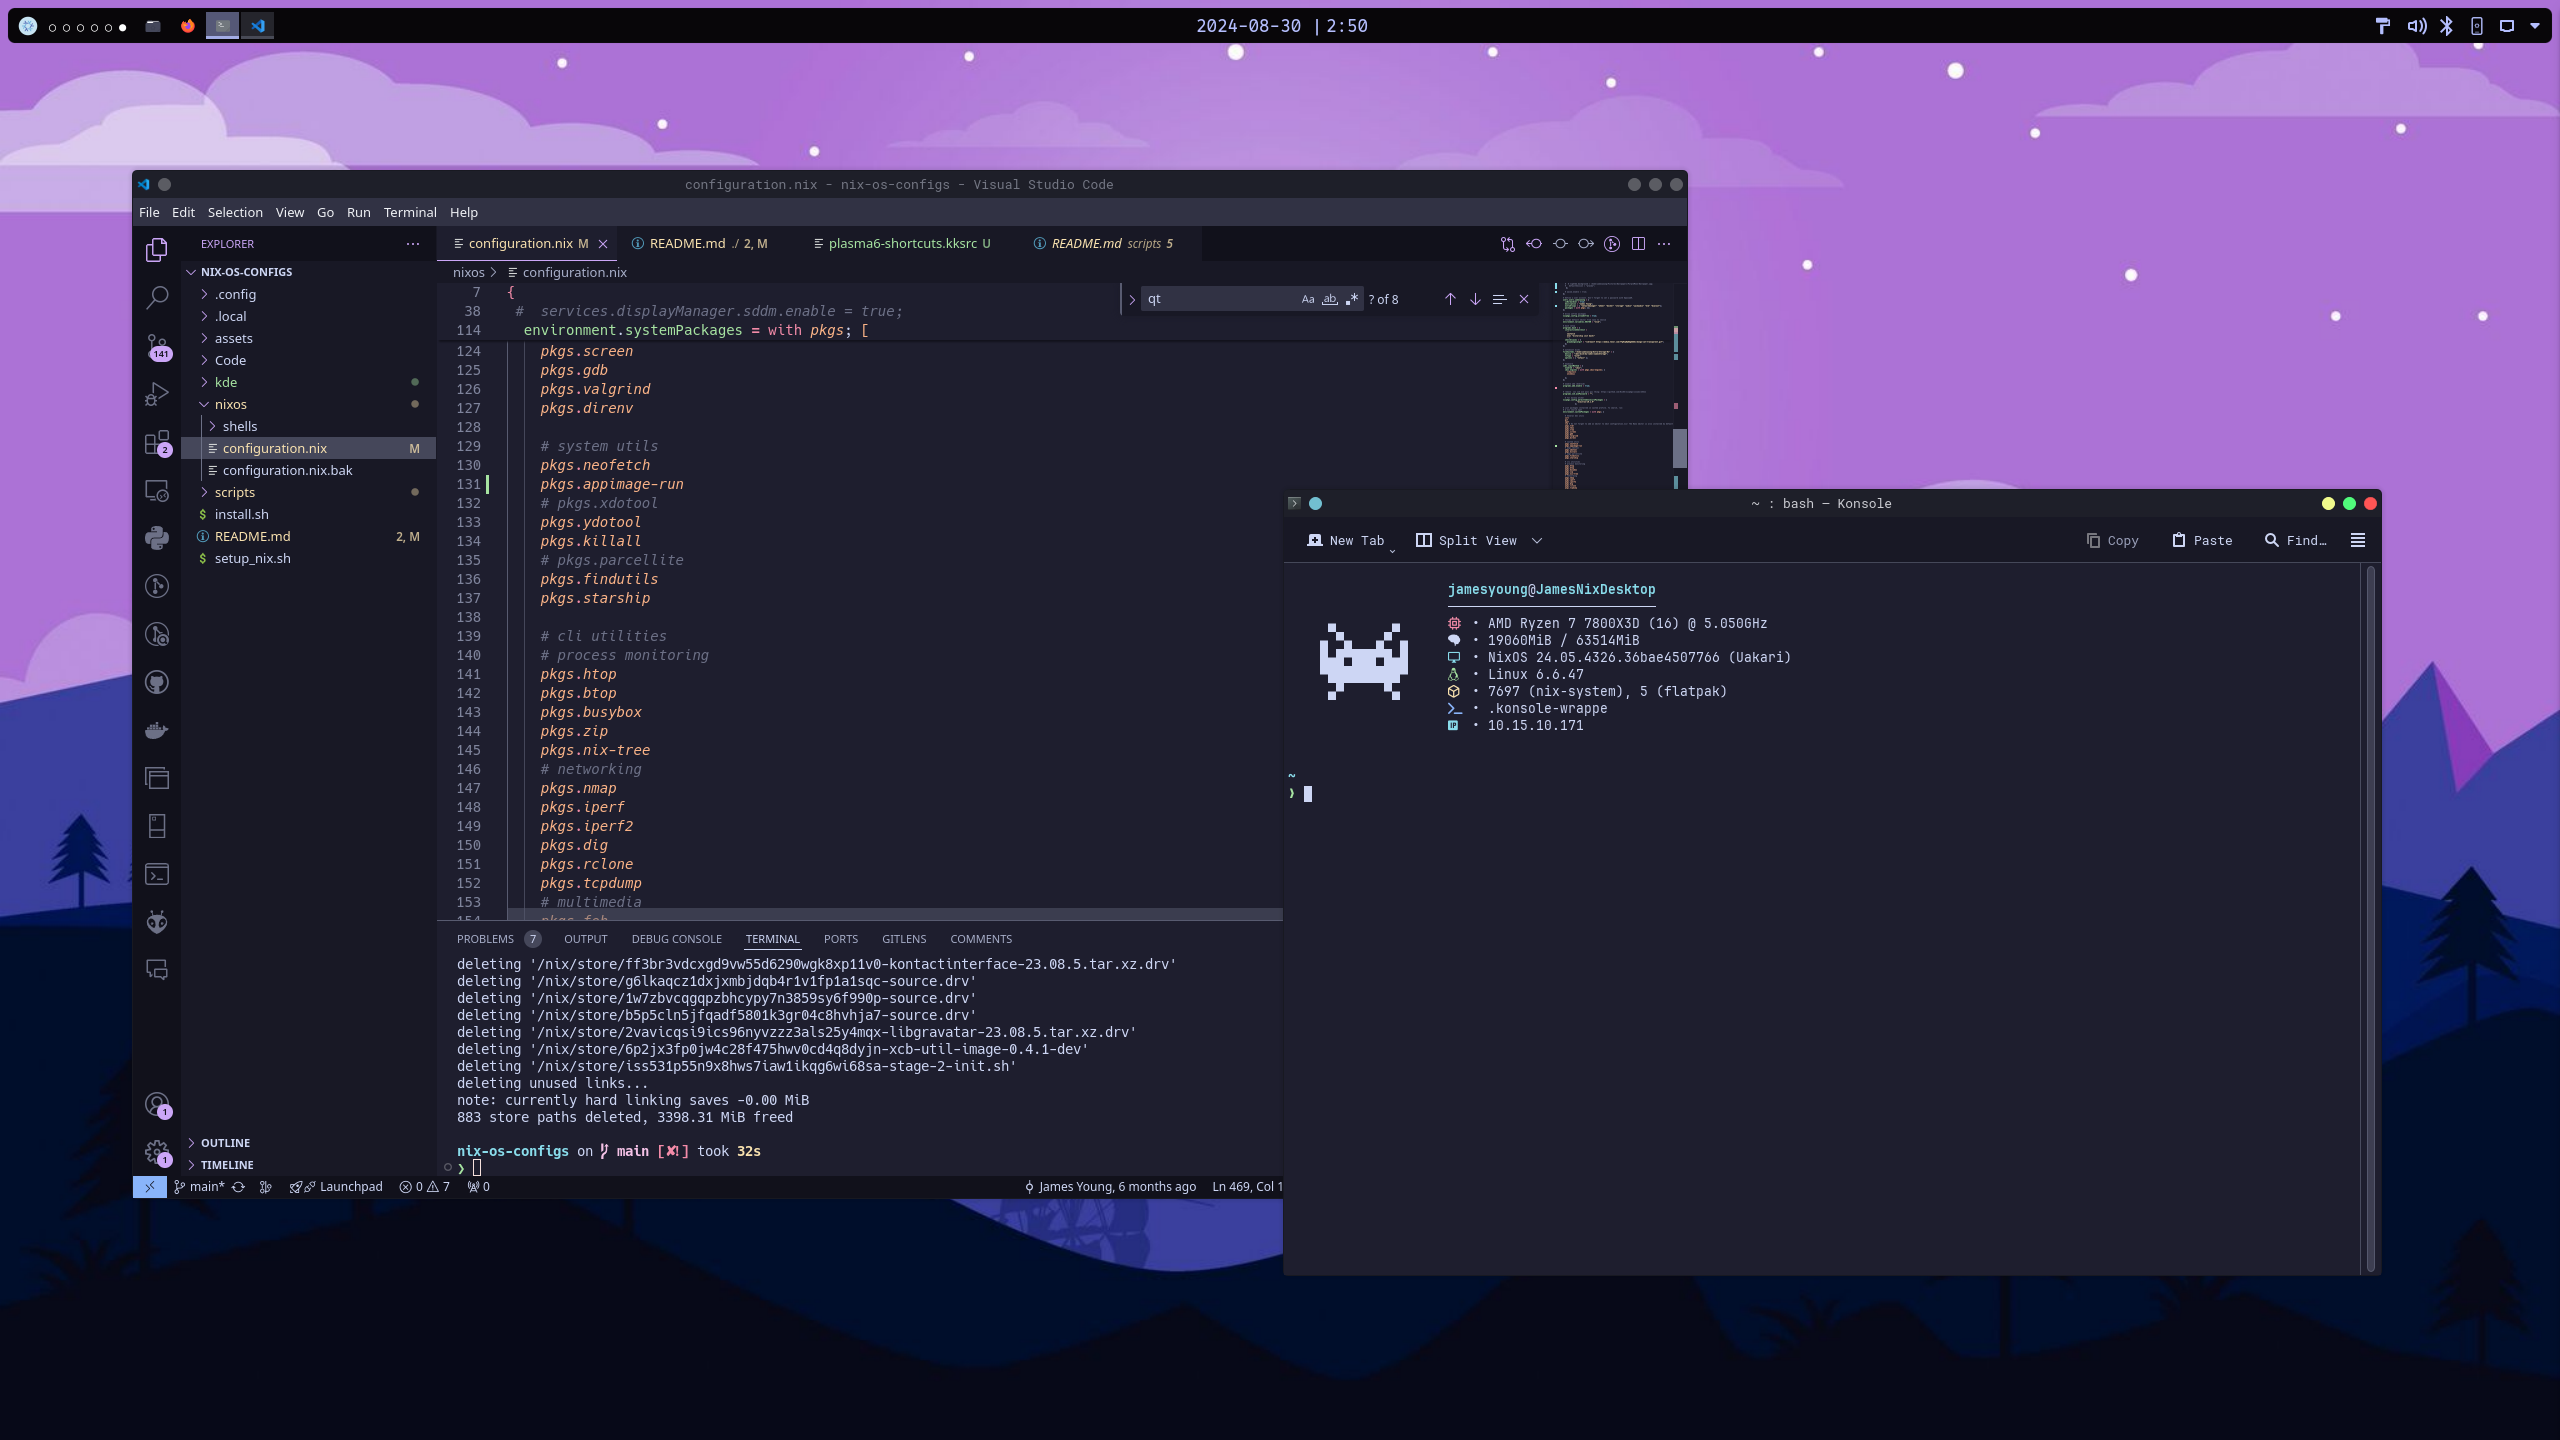 2024-08-30 | 2:50
configuration.nix - nix-os-configs - Visual Studio Code
File Edit Selection View Go Run Terminal Help
EXPLORER
NIX-OS-CONFIGS
.config
.local
assets
Code
kde
nixos
shells
configuration.nix M
configuration.nix.bak
scripts
$ install.sh
README.md 2, M
$ setup_nix.sh
OUTLINE
TIMELINE
141
2
1
1
configuration.nix M README.md ./ 2, M plasma6-shortcuts.kksrc U README.md scripts 5
nixos > configuration.nix
qt Aa ab .* ? of 8
7 {
38 # services.displayManager.sddm.enable = true;
114 environment.systemPackages = with pkgs; [
124 pkgs.screen
125 pkgs.gdb
126 pkgs.valgrind
127 pkgs.direnv
128
129 # system utils
130 pkgs.neofetch
131 pkgs.appimage-run
132 # pkgs.xdotool
133 pkgs.ydotool
134 pkgs.killall
135 # pkgs.parcellite
136 pkgs.findutils
137 pkgs.starship
138
139 # cli utilities
140 # process monitoring
141 pkgs.htop
142 pkgs.btop
143 pkgs.busybox
144 pkgs.zip
145 pkgs.nix-tree
146 # networking
147 pkgs.nmap
148 pkgs.iperf
149 pkgs.iperf2
150 pkgs.dig
151 pkgs.rclone
152 pkgs.tcpdump
153 # multimedia
154 pkgs.feh
PROBLEMS 7 OUTPUT DEBUG CONSOLE TERMINAL PORTS GITLENS COMMENTS
deleting '/nix/store/ff3br3vdcxgd9vw55d6290wgk8xp11v0-kontactinterface-23.08.5.tar.xz.drv'
deleting '/nix/store/g6lkaqcz1dxjxmbjdqb4r1v1fp1a1sqc-source.drv'
deleting '/nix/store/1w7zbvcqgqpzbhcypy7n3859sy6f990p-source.drv'
deleting '/nix/store/b5p5cln5jfqadf5801k3gr04c8hvhja7-source.drv'
deleting '/nix/store/2vavicqsi9ics96nyvzzz3als25y4mqx-libgravatar-23.08.5.tar.xz.drv'
deleting '/nix/store/6p2jx3fp0jw4c28f475hwv0cd4q8dyjn-xcb-util-image-0.4.1-dev'
deleting '/nix/store/iss531p55n9x8hws7iaw1ikqg6wi68sa-stage-2-init.sh'
deleting unused links...
note: currently hard linking saves -0.00 MiB
883 store paths deleted, 3398.31 MiB freed
nix-os-configs on main [✘!] took 32s
❯
main* Launchpad 0 7 0 James Young, 6 months ago Ln 469, Col 1
~ : bash — Konsole
New Tab Split View Copy Paste Find…
jamesyoung@JamesNixDesktop
• AMD Ryzen 7 7800X3D (16) @ 5.050GHz
• 19060MiB / 63514MiB
• NixOS 24.05.4326.36bae4507766 (Uakari)
• Linux 6.6.47
• 7697 (nix-system), 5 (flatpak)
• .konsole-wrappe
IP • 10.15.10.171
~
❯